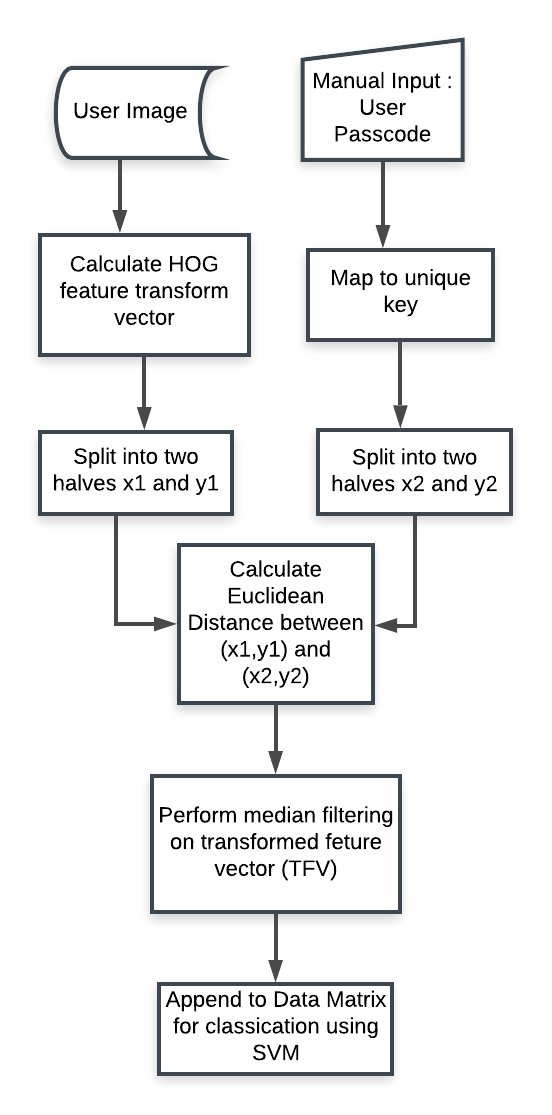 User Image
Manual Input :
User
Passcode
Calculate HOG
feature transform
vector
Map to unique
key
Split into two
halves x1 and y1
Split into two
halves x2 and y2
Calculate
Euclidean
Distance between
(x1,y1) and
(x2,y2)
Perform median filtering
on transformed feture
vector (TFV)
Append to Data Matrix
for classication using
SVM